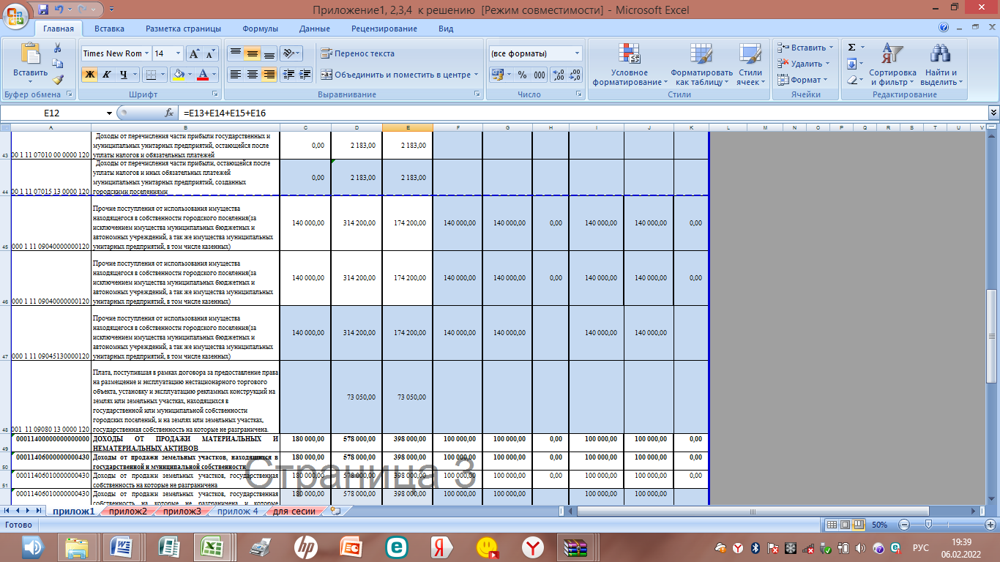 Приложение1, 2,3,4 к решению [Режим совместимости] - Microsoft Excel
Главная Вставка Разметка страницы Формулы Данные Рецензирование Вид
Вставить
Буфер обмена
Times New Rom 14
Ж К Ч
Шрифт
Перенос текста
Объединить и поместить в центре
Выравнивание
(все форматы)
% 000
Число
Условное форматирование
Форматировать как таблицу
Стили ячеек
Стили
Вставить
Удалить
Формат
Ячейки
Σ
Сортировка и фильтр
Найти и выделить
Редактирование
E12 fx =E13+E14+E15+E16
A B C D E F G H I J K L M N O P Q R S T U V
Доходы от перечисления части прибыли государственных и
муниципальных унитарных предприятий, остающейся после
уплаты налогов и обязательных платежей
43 00 1 11 07010 00 0000 120 0,00 2 183,00 2 183,00
Доходы от перечисления части прибыли, остающейся после
уплаты налогов и иных обязательных платежей
муниципальных унитарных предприятий, созданных
городскими поселениями
44 00 1 11 07015 13 0000 120 0,00 2 183,00 2 183,00
Прочие поступления от использования имущества
находящегося в собственности городского поселения(за
исключением имущества муниципальных бюджетных и
автономных учреждений, а так же имущества муниципальных
унитарных предприятий, в том числе казенных)
45 000 1 11 09040000000120 140 000,00 314 200,00 174 200,00 140 000,00 140 000,00 0,00 140 000,00 140 000,00 0,00
Прочие поступления от использования имущества
находящегося в собственности городского поселения(за
исключением имущества муниципальных бюджетных и
автономных учреждений, а так же имущества муниципальных
унитарных предприятий, в том числе казенных)
46 000 1 11 09040000000120 140 000,00 314 200,00 174 200,00 140 000,00 140 000,00 0,00 140 000,00 140 000,00 0,00
Прочие поступления от использования имущества
находящегося в собственности городского поселения(за
исключением имущества муниципальных бюджетных и
автономных учреждений, а так же имущества муниципальных
унитарных предприятий, в том числе казенных)
47 000 1 11 09045130000120 140 000,00 314 200,00 174 200,00 140 000,00 140 000,00 140 000,00 140 000,00
Плата, поступившая в рамках договора за предоставление права
на размещение и эксплуатацию нестационарного торгового
объекта, установку и эксплуатацию рекламных конструкций на
землях или земельных участках, находящихся в
государственной или муниципальной собственности
городских поселений, и на землях или земельных участках,
государственная собственность на которые не разграничена.
48 001 11 09080 13 0000 120 73 050,00 73 050,00
49 00011400000000000000 ДОХОДЫ ОТ ПРОДАЖИ МАТЕРИАЛЬНЫХ И
НЕМАТЕРИАЛЬНЫХ АКТИВОВ
180 000,00 578 000,00 398 000,00 100 000,00 100 000,00 0,00 100 000,00 100 000,00 0,00
50 00011406000000000430 Доходы от продажи земельных участков, находящихся в
государственной и муниципальной собственности
180 000,00 578 000,00 398 000,00 100 000,00 100 000,00 0,00 100 000,00 100 000,00 0,00
51 00011406010000000430 Доходы от продажи земельных участков, государственная
собственность на которые не разграничена
180 000,00 578 000,00 398 000,00 100 000,00 100 000,00 0,00 100 000,00 100 000,00 0,00
00011406010000000430 Доходы от продажи земельных участков, государственная
собственность на которые не разграничена и которые
180 000,00 578 000,00 398 000,00 100 000,00 100 000,00 100 000,00 100 000,00
Страница 3
прилож1 прилож2 прилож3 прилож 4 для сесии
Готово 50%
РУС 19:39
06.02.2022